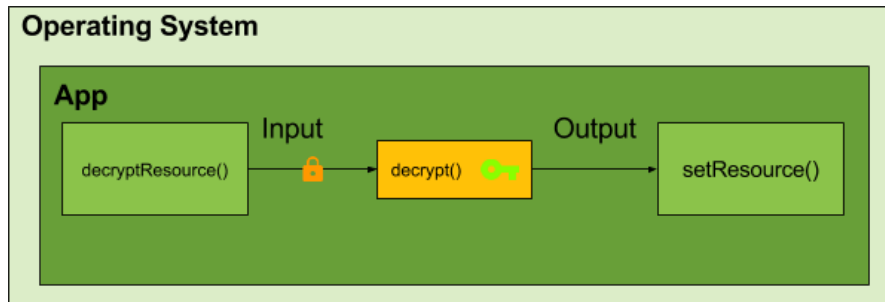 Operating System
App
Input
Output
decryptResource()
decrypt()
setResource()